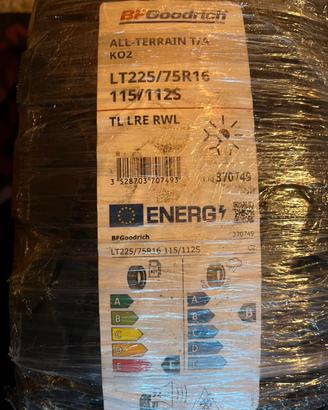 BFGoodrich
ALL-TERRAIN T/A
KO2
LT225/75R16
115/112S
TL LRE RWL
3 528703 707493
370749
ENERG
BFGoodrich 370749
LT225/75R16 115/112S C2
A A
B B
C C
D D
E E